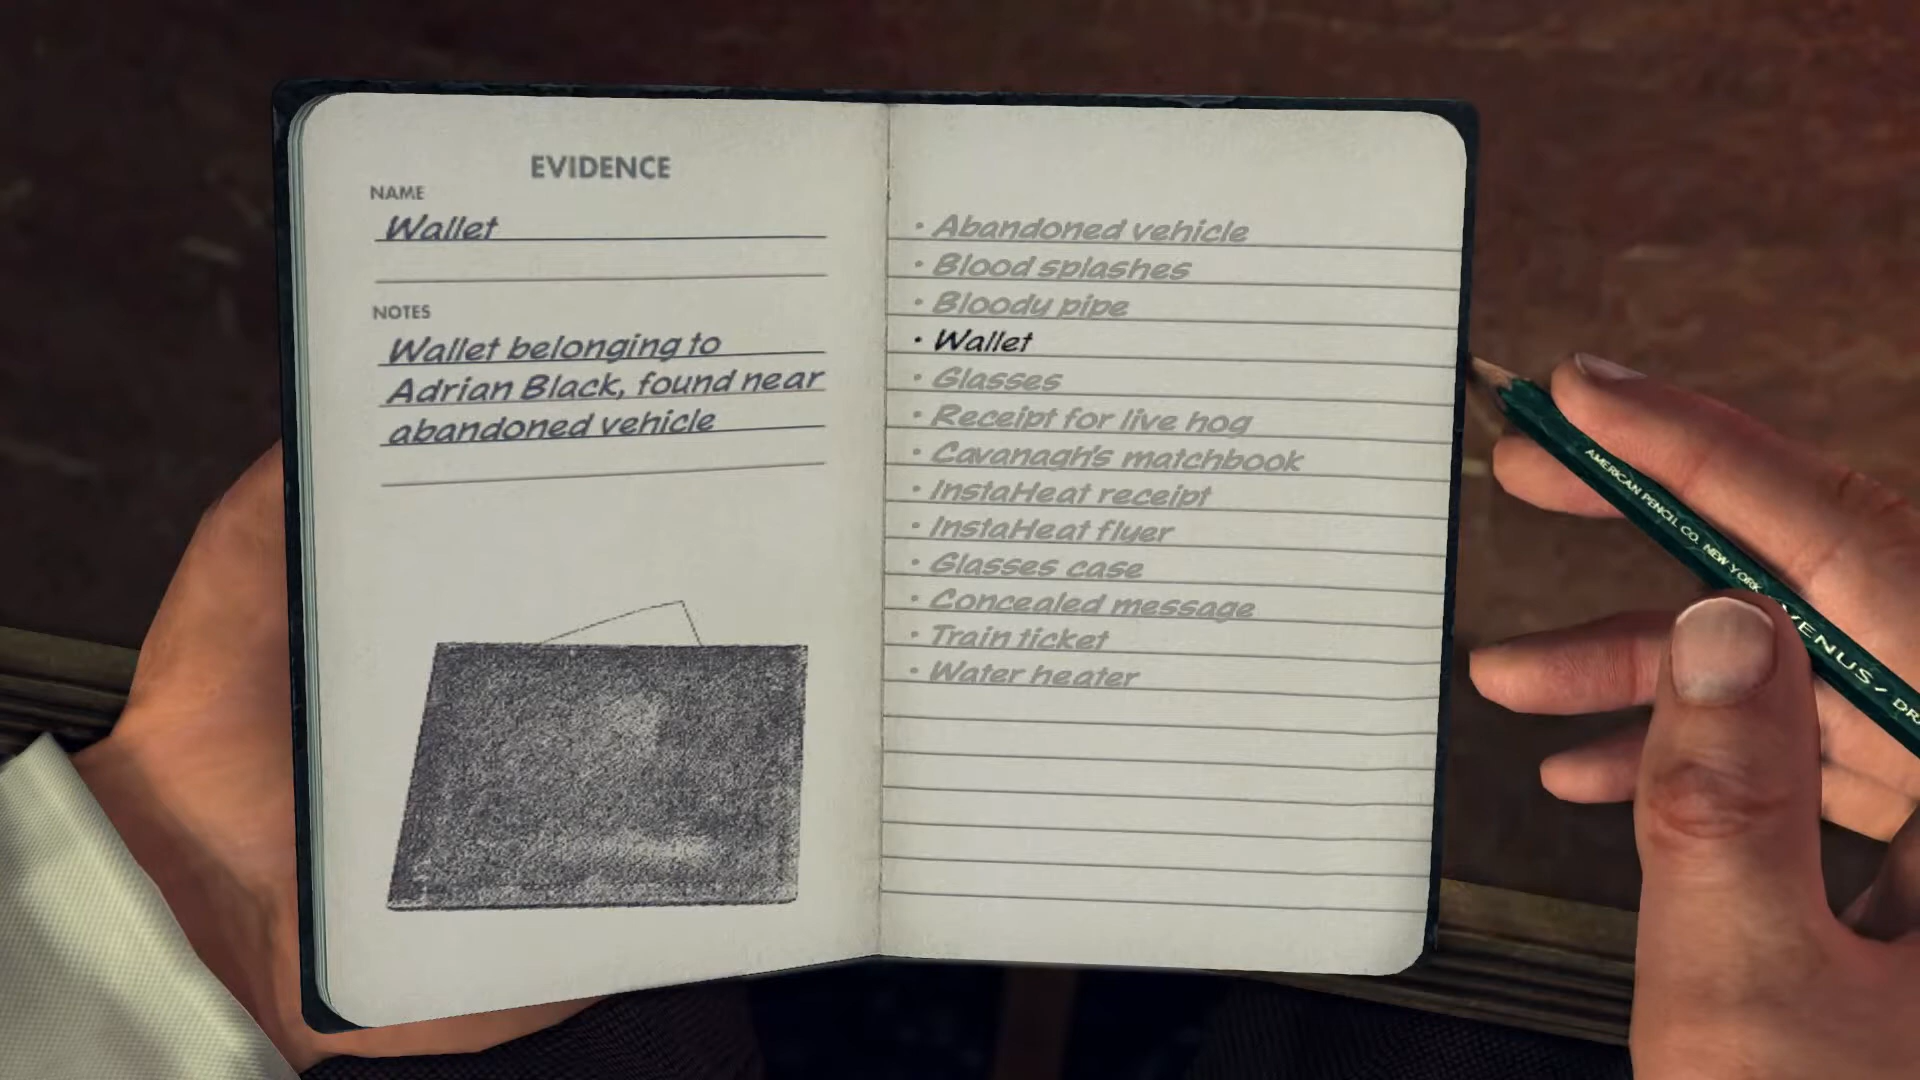 EVIDENCE
NAME
Wallet
NOTES
Wallet belonging to
Adrian Black, found near
abandoned vehicle
• Abandoned vehicle
• Blood splashes
• Bloody pipe
• Wallet
• Glasses
• Receipt for live hog
• Cavanagh's matchbook
• InstaHeat receipt
• InstaHeat flyer
• Glasses case
• Concealed message
• Train ticket
• Water heater
AMERICAN PENCIL CO. NEW YORK VENUS / DRA